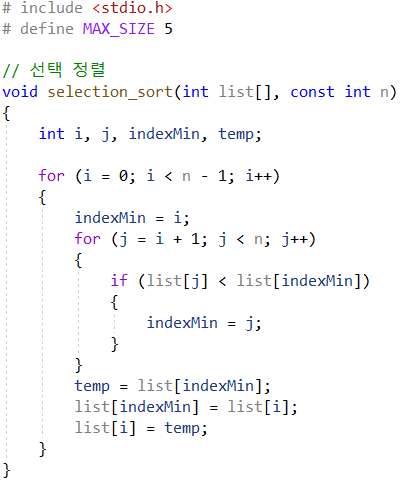 # include <stdio.h>
# define MAX_SIZE 5

// 선택 정렬
void selection_sort(int list[], const int n)
{
    int i, j, indexMin, temp;

    for (i = 0; i < n - 1; i++)
    {
        indexMin = i;
        for (j = i + 1; j < n; j++)
        {
            if (list[j] < list[indexMin])
            {
                indexMin = j;
            }
        }
        temp = list[indexMin];
        list[indexMin] = list[i];
        list[i] = temp;
    }
}